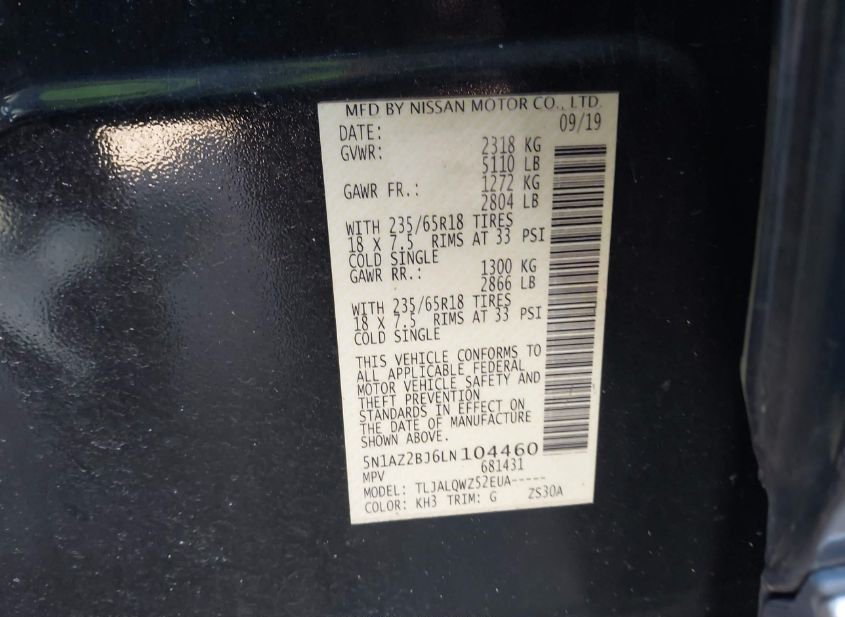 MFD BY NISSAN MOTOR CO., LTD.
DATE: 09/19
GVWR: 2318 KG
5110 LB
GAWR FR.: 1272 KG
2804 LB
WITH 235/65R18 TIRES
18 X 7.5 RIMS AT 33 PSI
COLD SINGLE
GAWR RR.: 1300 KG
2866 LB
WITH 235/65R18 TIRES
18 X 7.5 RIMS AT 33 PSI
COLD SINGLE
THIS VEHICLE CONFORMS TO
ALL APPLICABLE FEDERAL
MOTOR VEHICLE SAFETY AND
THEFT PREVENTION
STANDARDS IN EFFECT ON
THE DATE OF MANUFACTURE
SHOWN ABOVE.
5N1AZ2BJ6LN104460
MPV 681431
MODEL: TLJALQWZ52EUA-----
COLOR: KH3 TRIM: G ZS30A